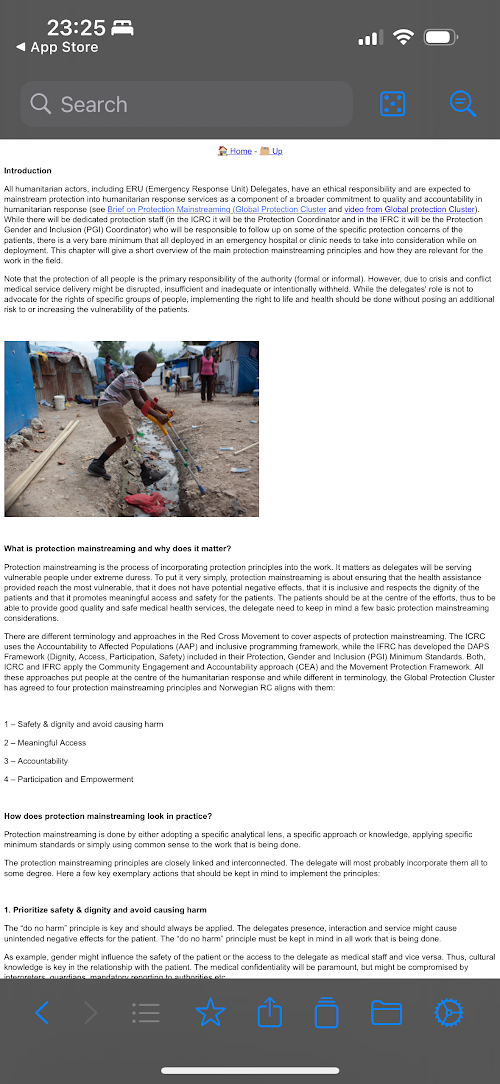 23:25
App Store
Search
Home - Up
Introduction
All humanitarian actors, including ERU (Emergency Response Unit) Delegates, have an ethical responsibility and are expected to
mainstream protection into humanitarian response services as a component of a broader commitment to quality and accountability in
humanitarian response (see Brief on Protection Mainstreaming (Global Protection Cluster and video from Global protection Cluster).
While there will be dedicated protection staff (in the ICRC it will be the Protection Coordinator and in the IFRC it will be the Protection
Gender and Inclusion (PGI) Coordinator) who will be responsible to follow up on some of the specific protection concerns of the
patients, there is a very bare minimum that all deployed in an emergency hospital or clinic needs to take into consideration while on
deployment. This chapter will give a short overview of the main protection mainstreaming principles and how they are relevant for the
work in the field.
Note that the protection of all people is the primary responsibility of the authority (formal or informal). However, due to crisis and conflict
medical service delivery might be disrupted, insufficient and inadequate or intentionally withheld. While the delegates' role is not to
advocate for the rights of specific groups of people, implementing the right to life and health should be done without posing an additional
risk to or increasing the vulnerability of the patients.
What is protection mainstreaming and why does it matter?
Protection mainstreaming is the process of incorporating protection principles into the work. It matters as delegates will be serving
vulnerable people under extreme duress. To put it very simply, protection mainstreaming is about ensuring that the health assistance
provided reach the most vulnerable, that it does not have potential negative effects, that it is inclusive and respects the dignity of the
patients and that it promotes meaningful access and safety for the patients. The patients should be at the centre of the efforts, thus to be
able to provide good quality and safe medical health services, the delegate need to keep in mind a few basic protection mainstreaming
considerations.
There are different terminology and approaches in the Red Cross Movement to cover aspects of protection mainstreaming. The ICRC
uses the Accountability to Affected Populations (AAP) and inclusive programming framework, while the IFRC has developed the DAPS
Framework (Dignity, Access, Participation, Safety) included in their Protection, Gender and Inclusion (PGI) Minimum Standards. Both,
ICRC and IFRC apply the Community Engagement and Accountability approach (CEA) and the Movement Protection Framework. All
these approaches put people at the centre of the humanitarian response and while different in terminology, the Global Protection Cluster
has agreed to four protection mainstreaming principles and Norwegian RC aligns with them:
1 – Safety & dignity and avoid causing harm
2 – Meaningful Access
3 – Accountability
4 – Participation and Empowerment
How does protection mainstreaming look in practice?
Protection mainstreaming is done by either adopting a specific analytical lens, a specific approach or knowledge, applying specific
minimum standards or simply using common sense to the work that is being done.
The protection mainstreaming principles are closely linked and interconnected. The delegate will most probably incorporate them all to
some degree. Here a few key exemplary actions that should be kept in mind to implement the principles:
1. Prioritize safety & dignity and avoid causing harm
The "do no harm" principle is key and should always be applied. The delegates presence, interaction and service might cause
unintended negative effects for the patient. The "do no harm" principle must be kept in mind in all work that is being done.
As example, gender might influence the safety of the patient or the access to the delegate as medical staff and vice versa. Thus, cultural
knowledge is key in the relationship with the patient. The medical confidentiality will be paramount, but might be compromised by
interpreters, guardians, mandatory reporting to authorities etc.